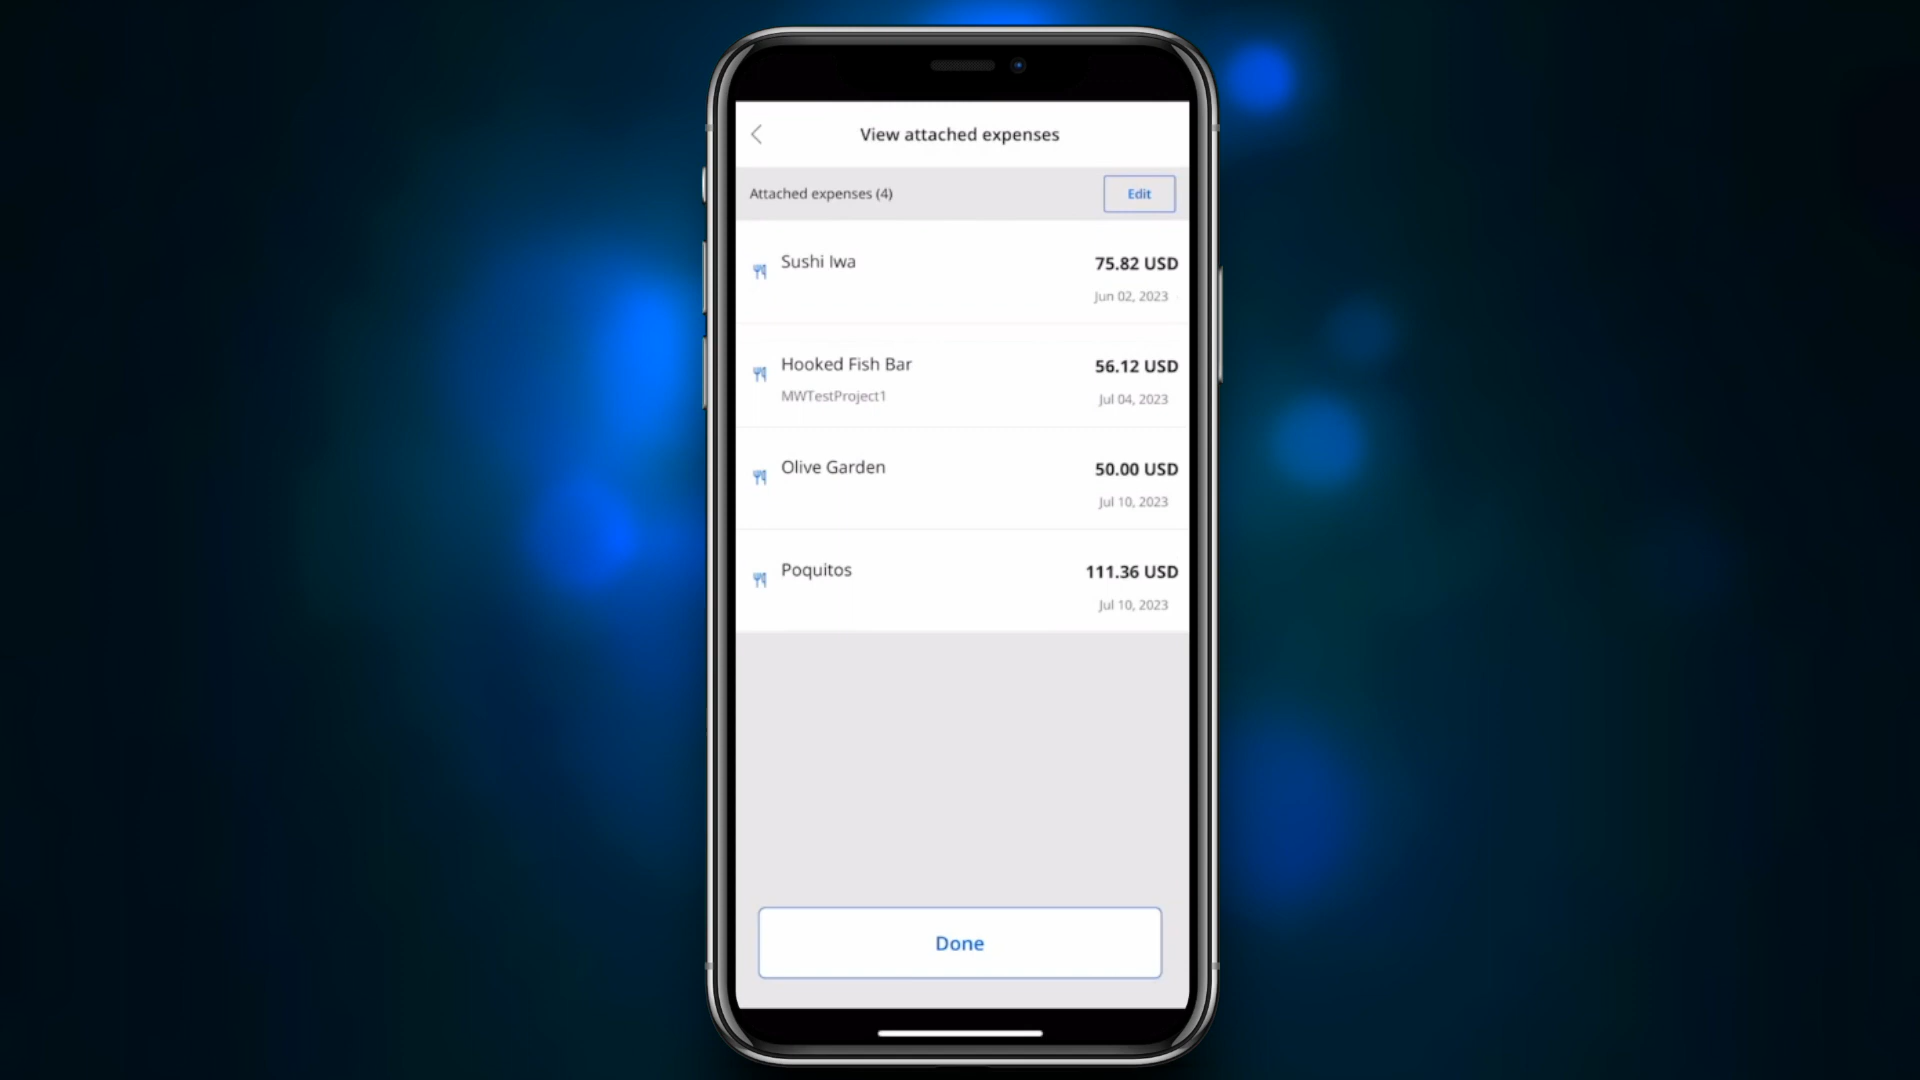 View attached expenses
Attached expenses (4)
Edit
Sushi Iwa
75.82 USD
Jun 02, 2023
Hooked Fish Bar
56.12 USD
MWTestProject1
Jul 04, 2023
Olive Garden
50.00 USD
Jul 10, 2023
Poquitos
111.36 USD
Jul 10, 2023
Done